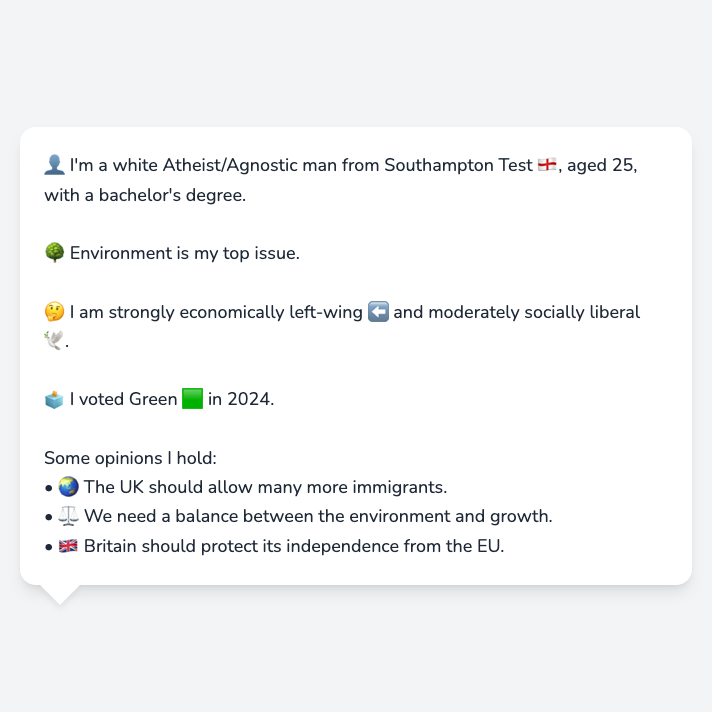 👤 I'm a white Atheist/Agnostic man from Southampton Test 🏴󠁧󠁢󠁥󠁮󠁧󠁿, aged 25,
with a bachelor's degree.
🌳 Environment is my top issue.
🤔 I am strongly economically left-wing ⬅️ and moderately socially liberal
🕊️.
🗳️ I voted Green 🟩 in 2024.
Some opinions I hold:
• 🌏 The UK should allow many more immigrants.
• ⚖️ We need a balance between the environment and growth.
• 🇬🇧 Britain should protect its independence from the EU.